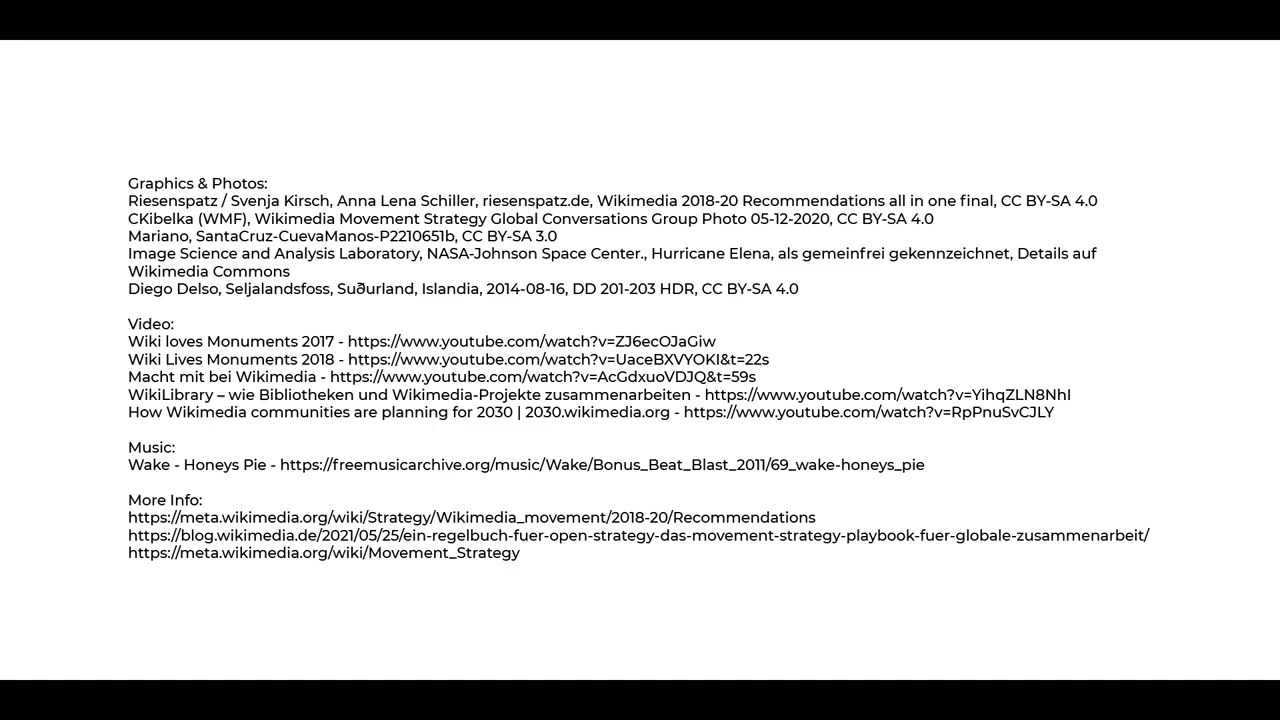 Graphics & Photos:
Riesenspatz / Svenja Kirsch, Anna Lena Schiller, riesenspatz.de, Wikimedia 2018-20 Recommendations all in one final, CC BY-SA 4.0
CKibelka (WMF), Wikimedia Movement Strategy Global Conversations Group Photo 05-12-2020, CC BY-SA 4.0
Mariano, SantaCruz-CuevaManos-P2210651b, CC BY-SA 3.0
Image Science and Analysis Laboratory, NASA-Johnson Space Center., Hurricane Elena, als gemeinfrei gekennzeichnet, Details auf
Wikimedia Commons
Diego Delso, Seljalandsfoss, Suðurland, Islandia, 2014-08-16, DD 201-203 HDR, CC BY-SA 4.0
Video:
Wiki loves Monuments 2017 - https://www.youtube.com/watch?v=ZJ6ecOJaGiw
Wiki Lives Monuments 2018 - https://www.youtube.com/watch?v=UaceBXVYOKI&t=22s
Macht mit bei Wikimedia - https://www.youtube.com/watch?v=AcGdxuoVDJQ&t=59s
WikiLibrary – wie Bibliotheken und Wikimedia-Projekte zusammenarbeiten - https://www.youtube.com/watch?v=YihqZLN8NhI
How Wikimedia communities are planning for 2030 | 2030.wikimedia.org - https://www.youtube.com/watch?v=RpPnuSvCJLY
Music:
Wake - Honeys Pie - https://freemusicarchive.org/music/Wake/Bonus_Beat_Blast_2011/69_wake-honeys_pie
More Info:
https://meta.wikimedia.org/wiki/Strategy/Wikimedia_movement/2018-20/Recommendations
https://blog.wikimedia.de/2021/05/25/ein-regelbuch-fuer-open-strategy-das-movement-strategy-playbook-fuer-globale-zusammenarbeit/
https://meta.wikimedia.org/wiki/Movement_Strategy